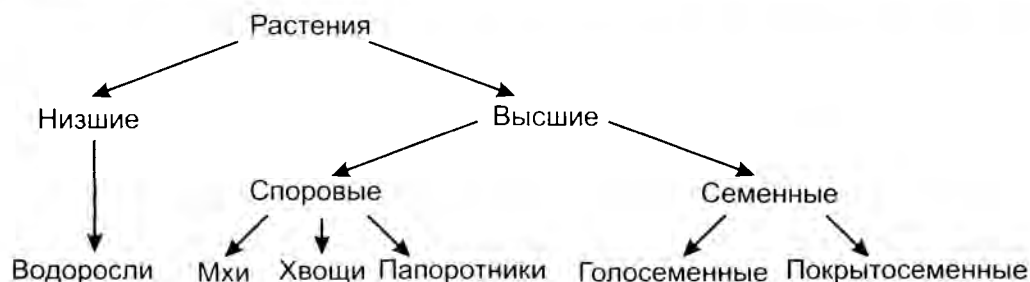 Растения
Низшие Высшие
Споровые Семенные
Водоросли Мхи Хвощи Папоротники Голосеменные Покрытосеменные